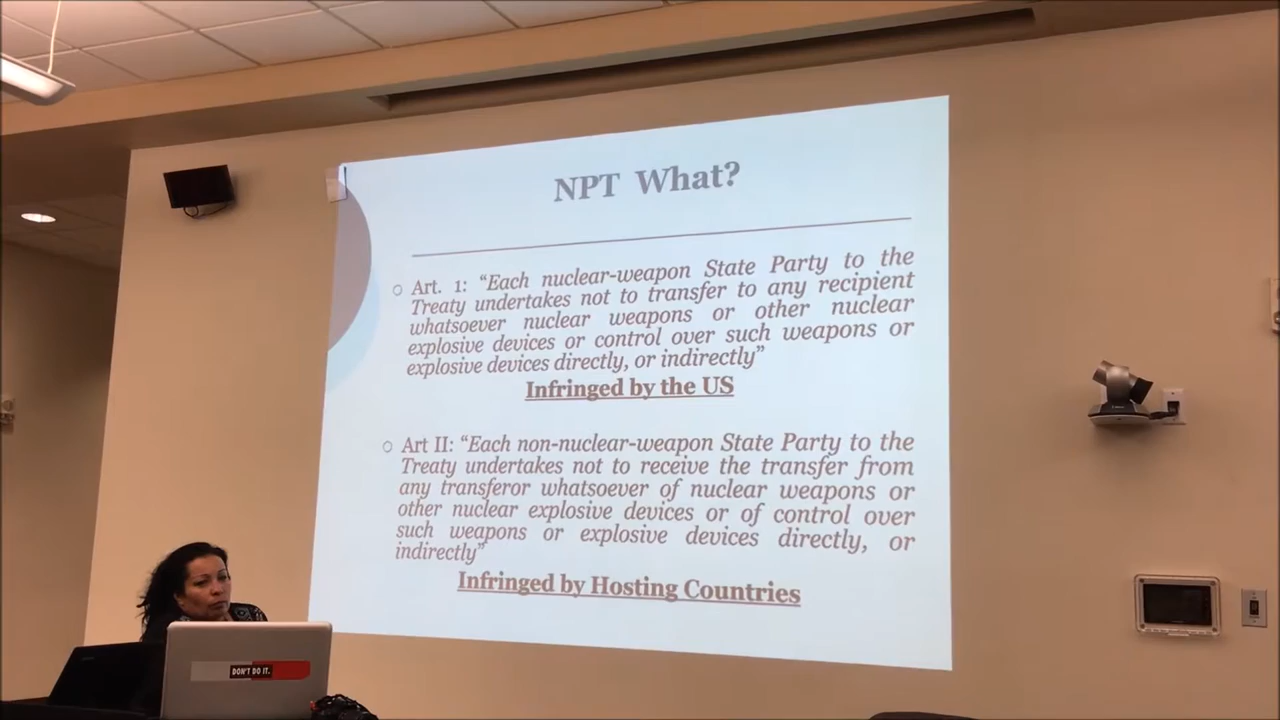 NPT What?
Art. 1: “Each nuclear-weapon State Party to the
Treaty undertakes not to transfer to any recipient
whatsoever nuclear weapons or other nuclear
explosive devices or control over such weapons or
explosive devices directly, or indirectly”
Infringed by the US
Art II: “Each non-nuclear-weapon State Party to the
Treaty undertakes not to receive the transfer from
any transferor whatsoever of nuclear weapons or
other nuclear explosive devices or of control over
such weapons or explosive devices directly, or
indirectly”
Infringed by Hosting Countries
DON'T DO IT.